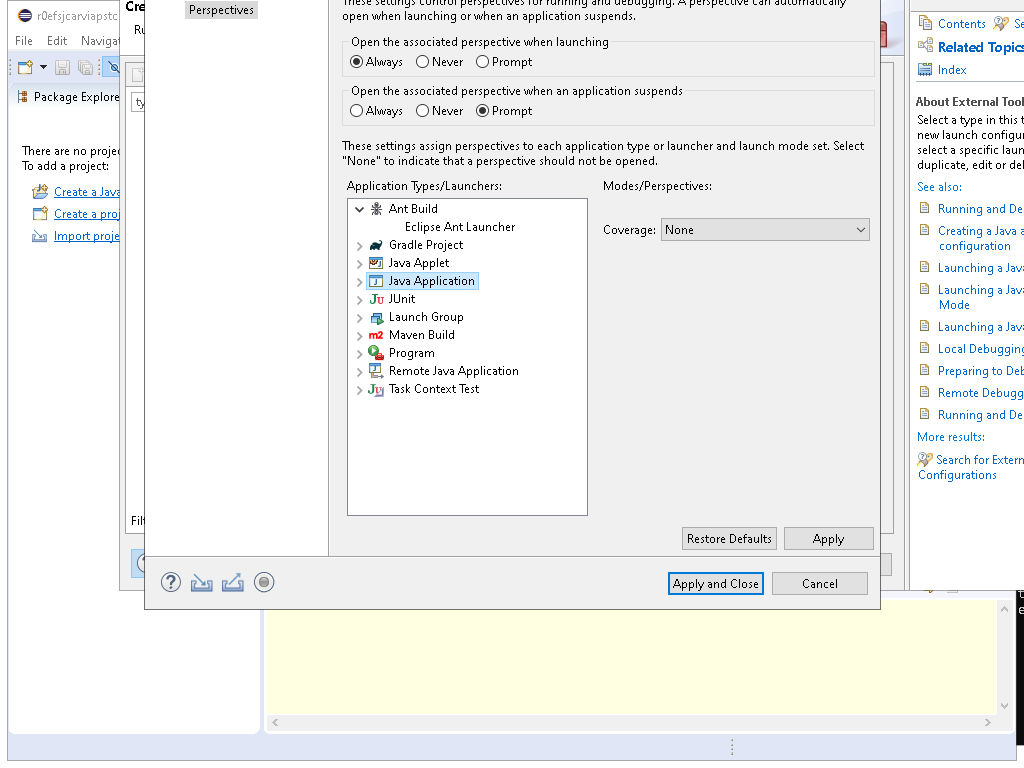 r0efsjcarviapstc
File Edit Navigat
Package Explore
There are no projec
To add a project:
Create a Java
Create a proj
Import proje
Cre
Ru
ty
Filt
Perspectives
These settings control perspectives for running and debugging. A perspective can automatically
open when launching or when an application suspends.
Open the associated perspective when launching
Always Never Prompt
Open the associated perspective when an application suspends
Always Never Prompt
These settings assign perspectives to each application type or launcher and launch mode set. Select
"None" to indicate that a perspective should not be opened.
Application Types/Launchers:
Modes/Perspectives:
Ant Build
Eclipse Ant Launcher
Gradle Project
Java Applet
Java Application
JUnit
Launch Group
Maven Build
Program
Remote Java Application
Task Context Test
Coverage: None
Restore Defaults Apply
Apply and Close Cancel
Contents Se
Related Topics
Index
About External Tool
Select a type in this t
new launch configur
select a specific laun
duplicate, edit or del
See also:
Running and De
Creating a Java a
configuration
Launching a Java
Launching a Java
Mode
Launching a Java
Local Debugging
Preparing to Deb
Remote Debugg
Running and De
More results:
Search for Extern
Configurations